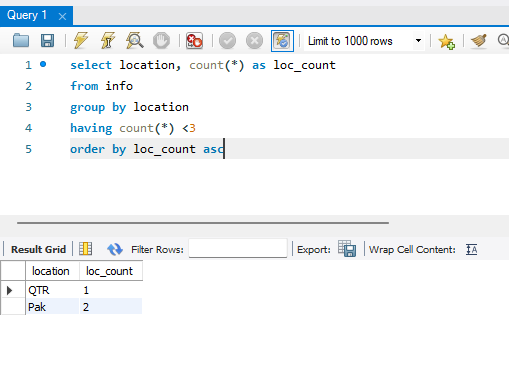 Query 1
Limit to 1000 rows
1 select location, count(*) as loc_count
2 from info
3 group by location
4 having count(*) <3
5 order by loc_count asc
Result Grid Filter Rows: Export: Wrap Cell Content:
location loc_count
QTR 1
Pak 2